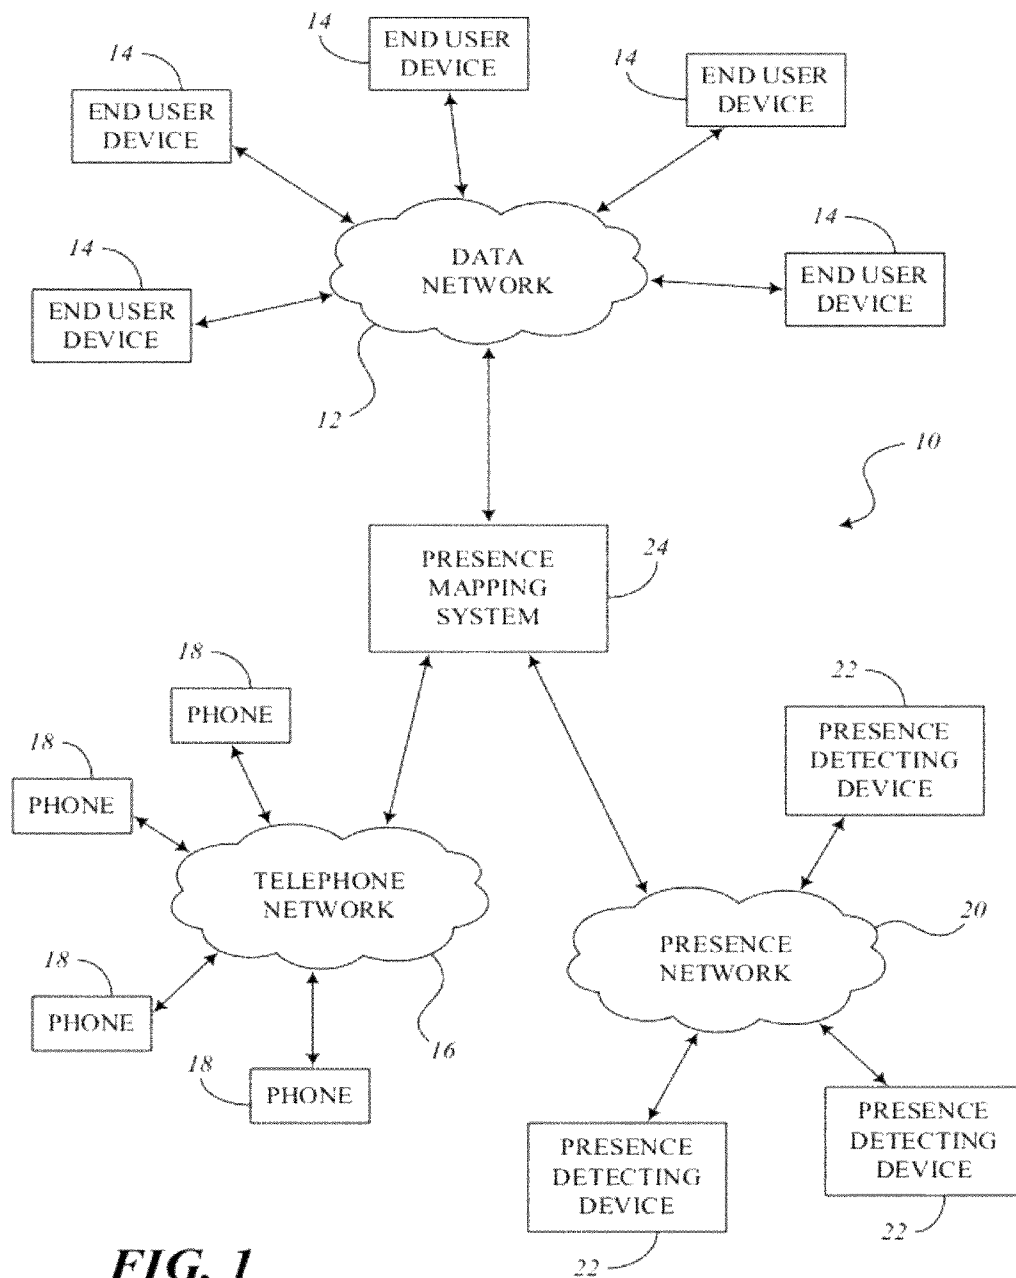 14
END USER
DEVICE
14
END USER
DEVICE
14
END USER
DEVICE
14
END USER
DEVICE
14
END USER
DEVICE
DATA
NETWORK
12
10
PRESENCE
MAPPING
SYSTEM
24
18
PHONE
18
PHONE
TELEPHONE
NETWORK
18
PHONE
18
PHONE
16
22
PRESENCE
DETECTING
DEVICE
20
PRESENCE
NETWORK
PRESENCE
DETECTING
DEVICE
22
PRESENCE
DETECTING
DEVICE
22
FIG. 1